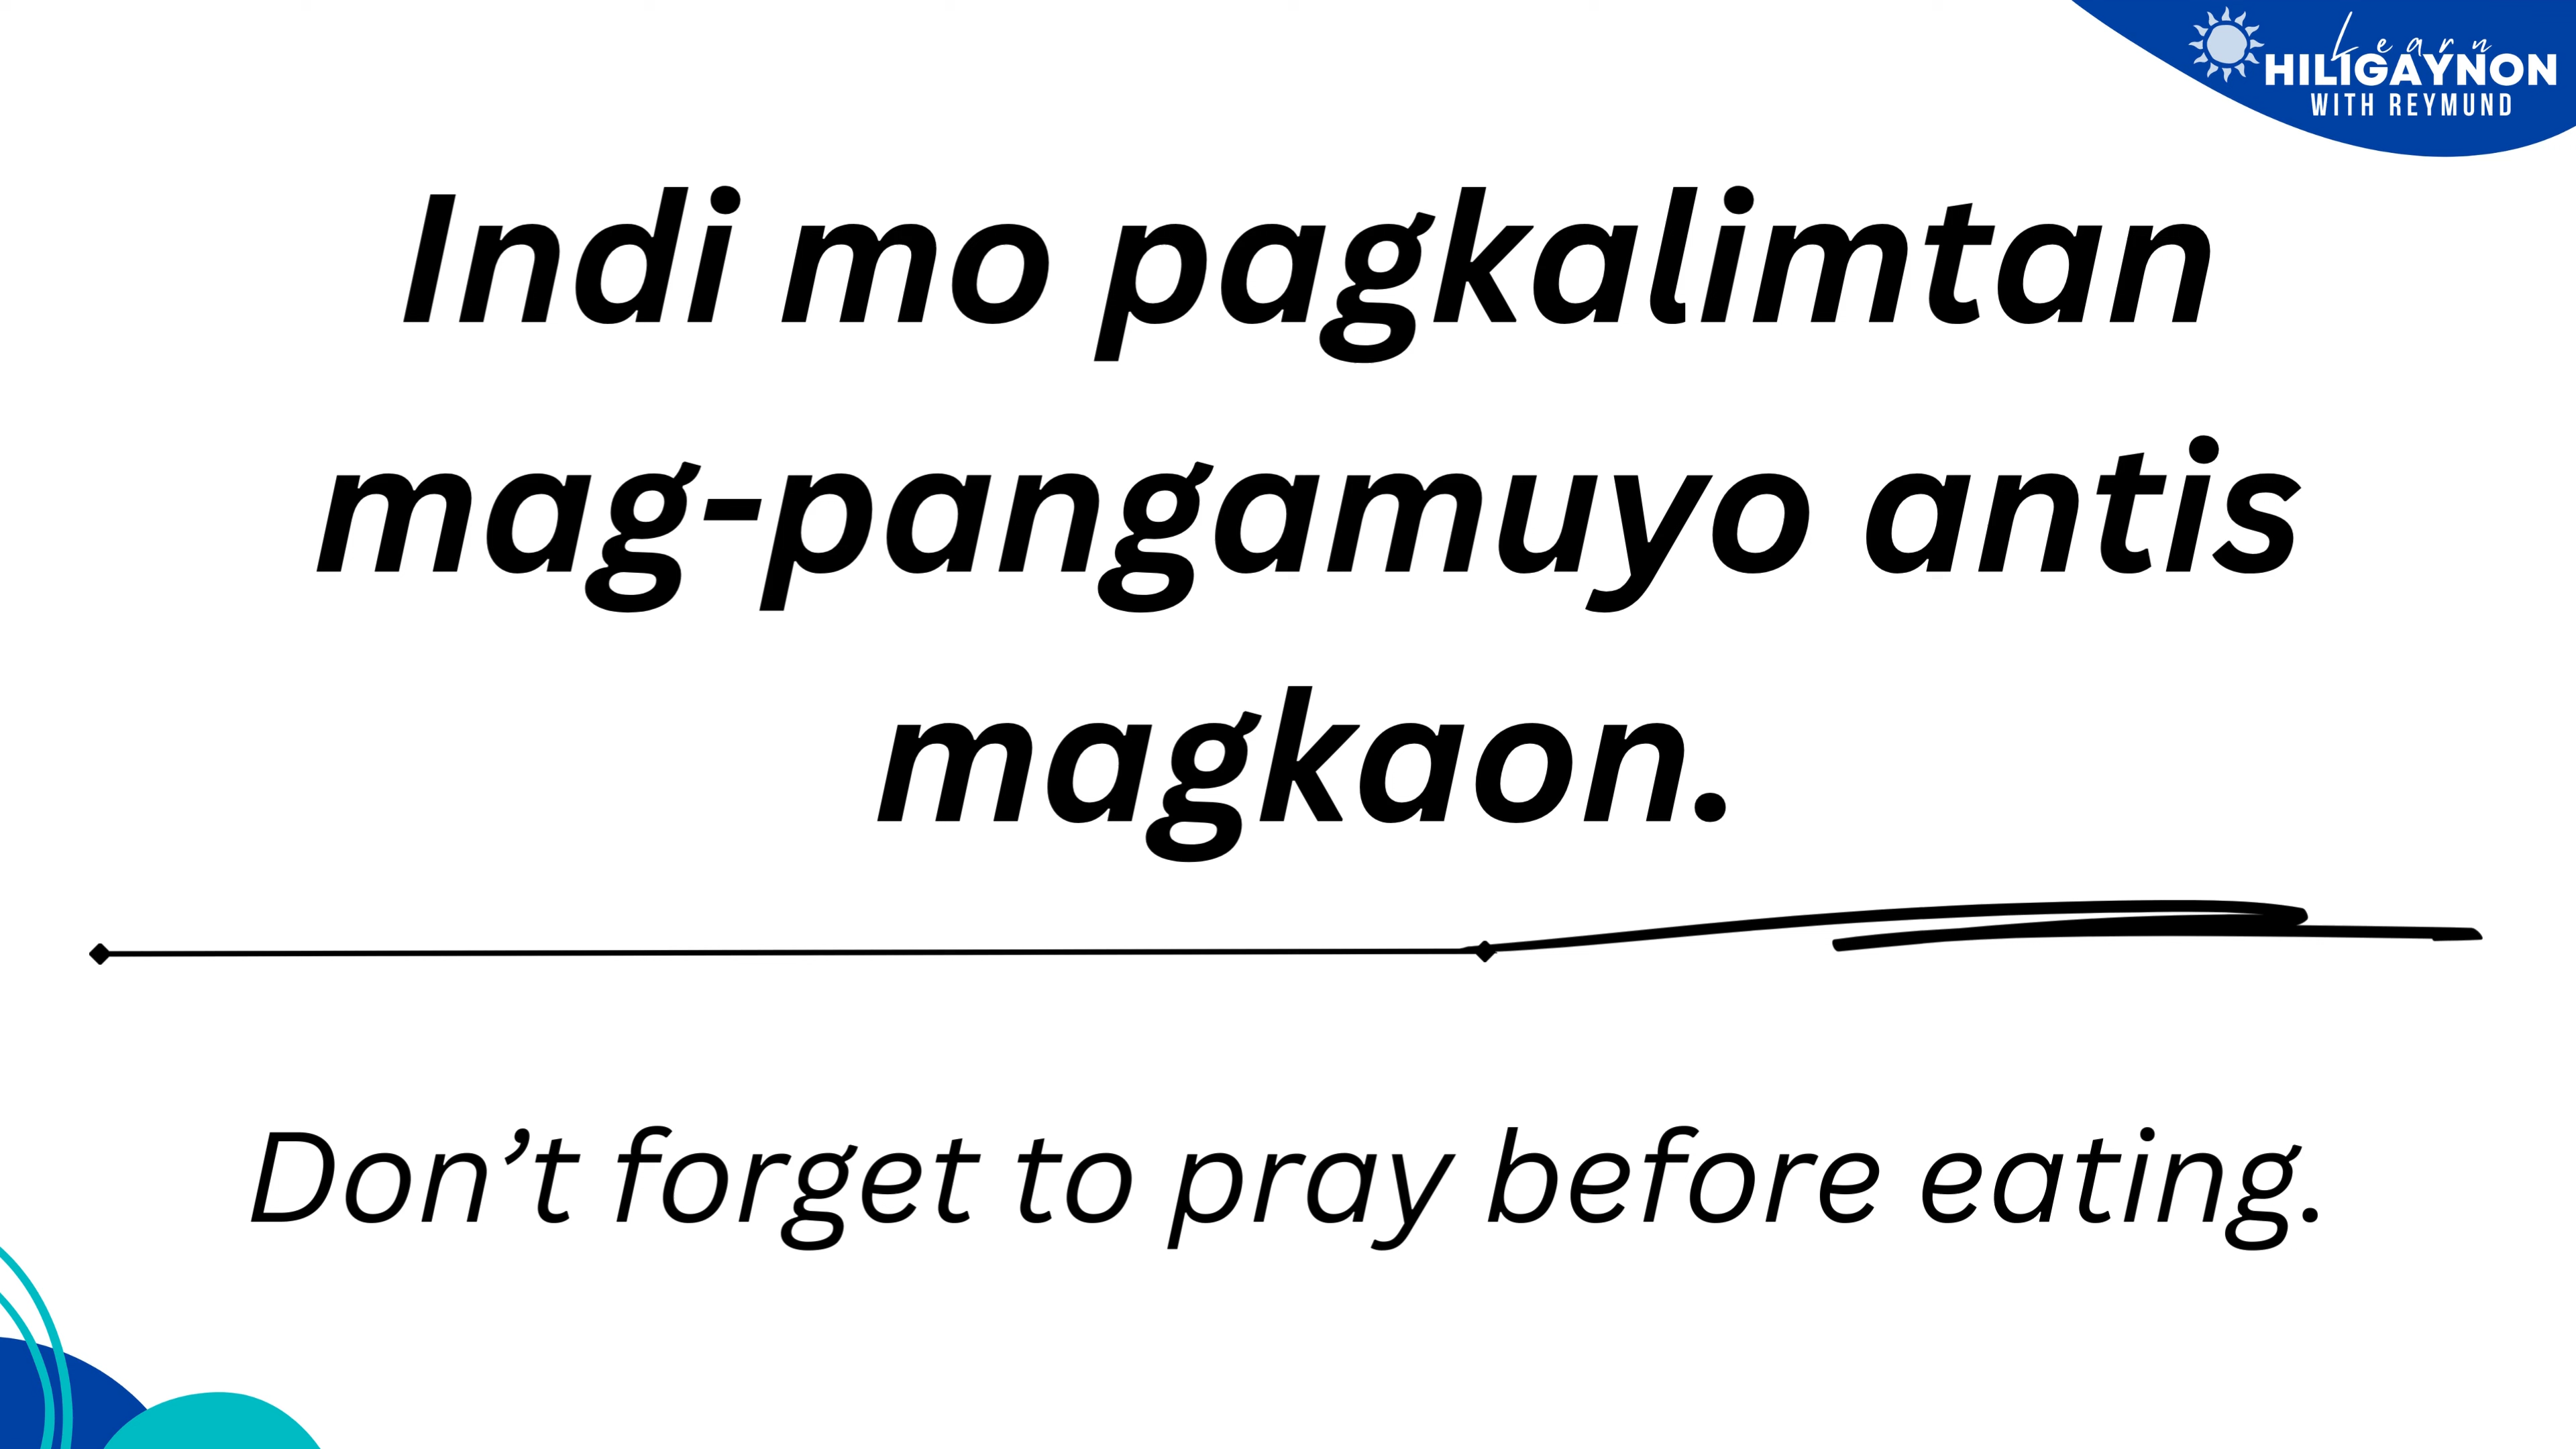 Learn
HILIGAYNON
WITH REYMUND
Indi mo pagkalimtan
mag-pangamuyo antis
magkaon.
Don’t forget to pray before eating.